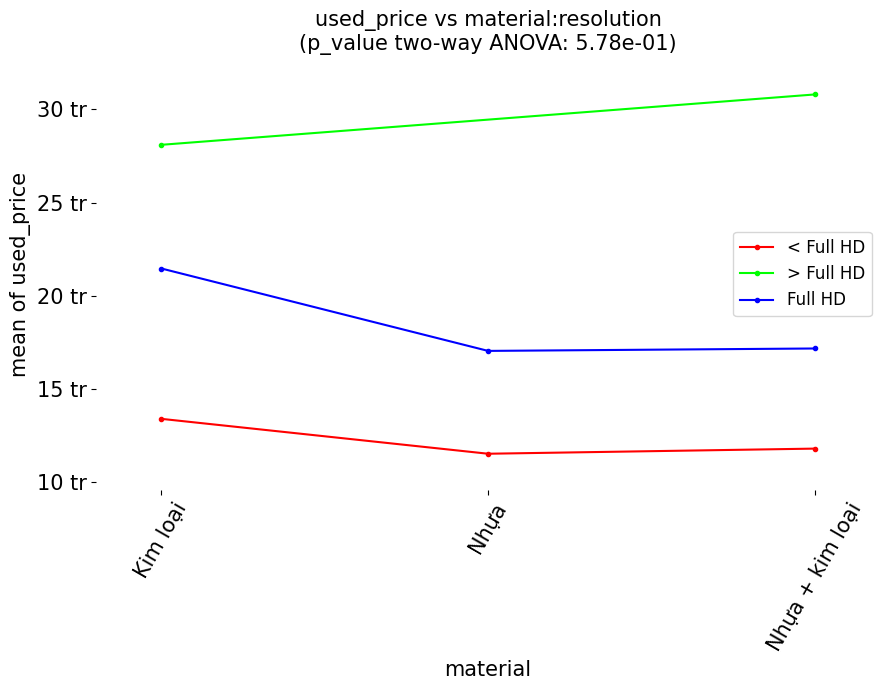 used_price vs material:resolution
(p_value two-way ANOVA: 5.78e-01)
mean of used_price
30 tr
25 tr
20 tr
15 tr
10 tr
< Full HD
> Full HD
Full HD
Kim loại
Nhựa
Nhựa + kim loại
material